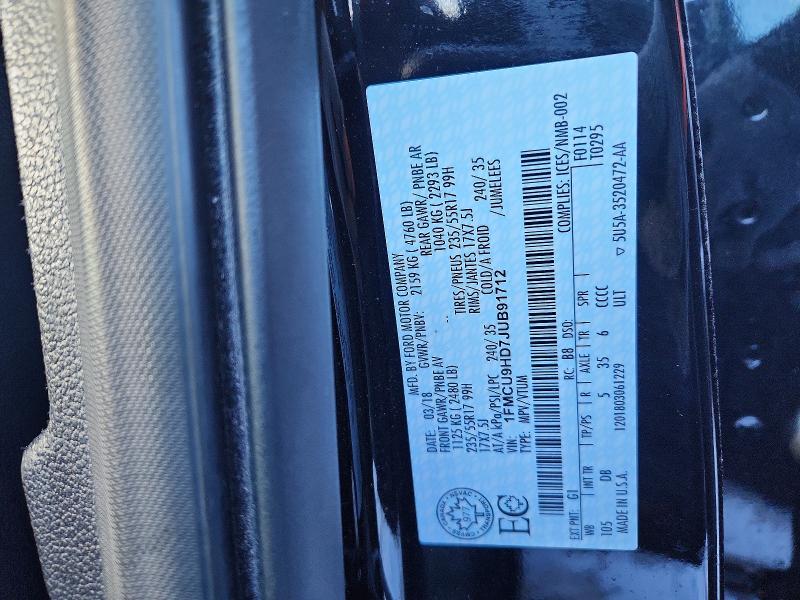 MFD. BY FORD MOTOR COMPANY
DATE: 03/18 GVWR/PNBV: 2159 KG ( 4760 LB)
FRONT GAWR/PNBE AV REAR GAWR/ PNBE AR
1125 KG ( 2480 LB) 1040 KG ( 2293 LB)
235/55R17 99H TIRES/PNEUS 235/55R17 99H
17X7.5J RIMS/JANTES 17X7.5J
AT/A kPa/PSI/LPC 240/ 35 COLD/A FROID 240/ 35
VIN: 1FMCU9HD7JUB91712 /JUMELEES
TYPE: MPV/VTUM
EC
COMPLIES: ICES/NMB-002
EXT PNT: G1 RC: B8 DSO: F0114
T0295
WB INT TR TP/PS R AXLE TR SPR
105 DB 5 35 6 CCCC
MADE IN U.S.A. 1201803061229 ULT
▽ 5U5A-3520472-AA